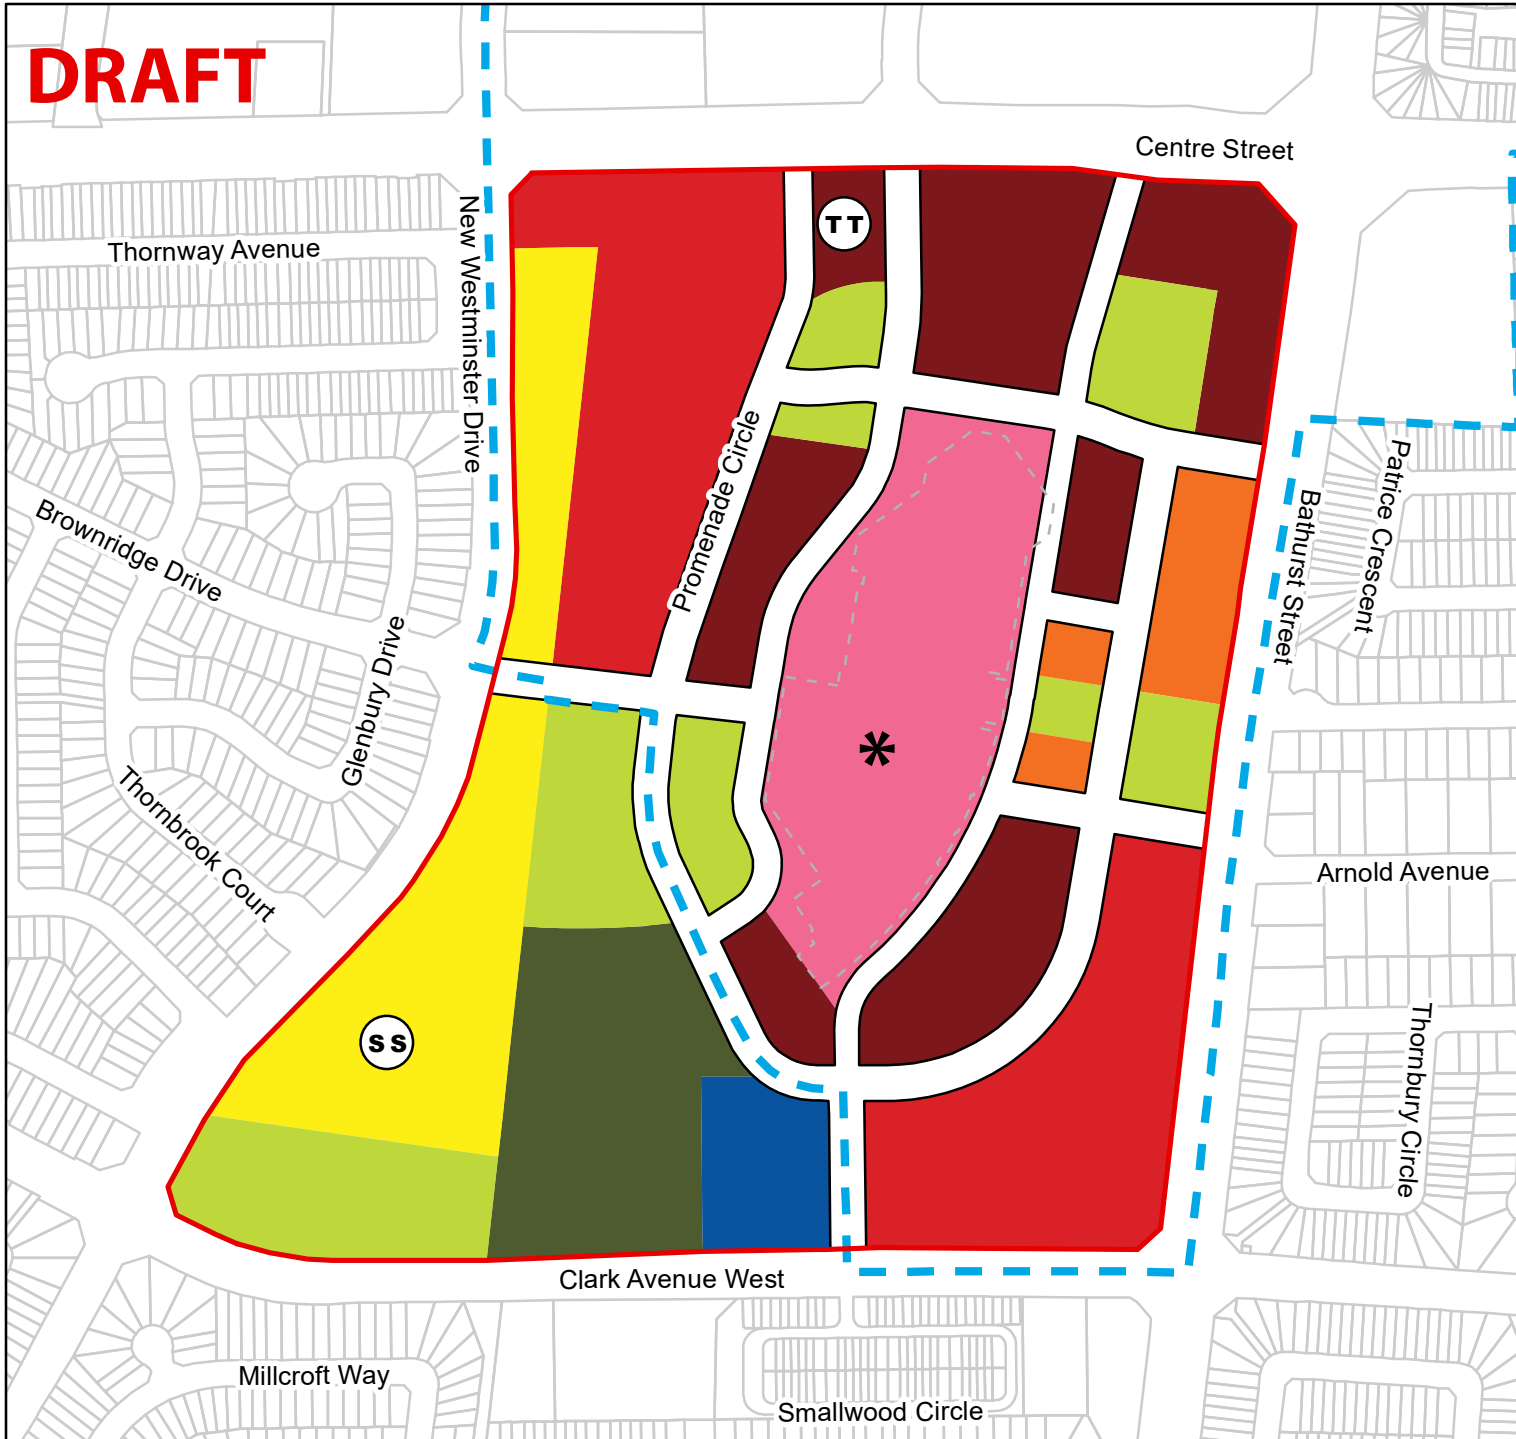 DRAFT
Centre Street
TT
New Westminster Drive
Thornway Avenue
Promenade Circle
Patrice Crescent
Bathurst Street
Brownridge Drive
Glenbury Drive
*
Thornbrook Court
Arnold Avenue
ss
Thornbury Circle
Clark Avenue West
Millcroft Way
Smallwood Circle